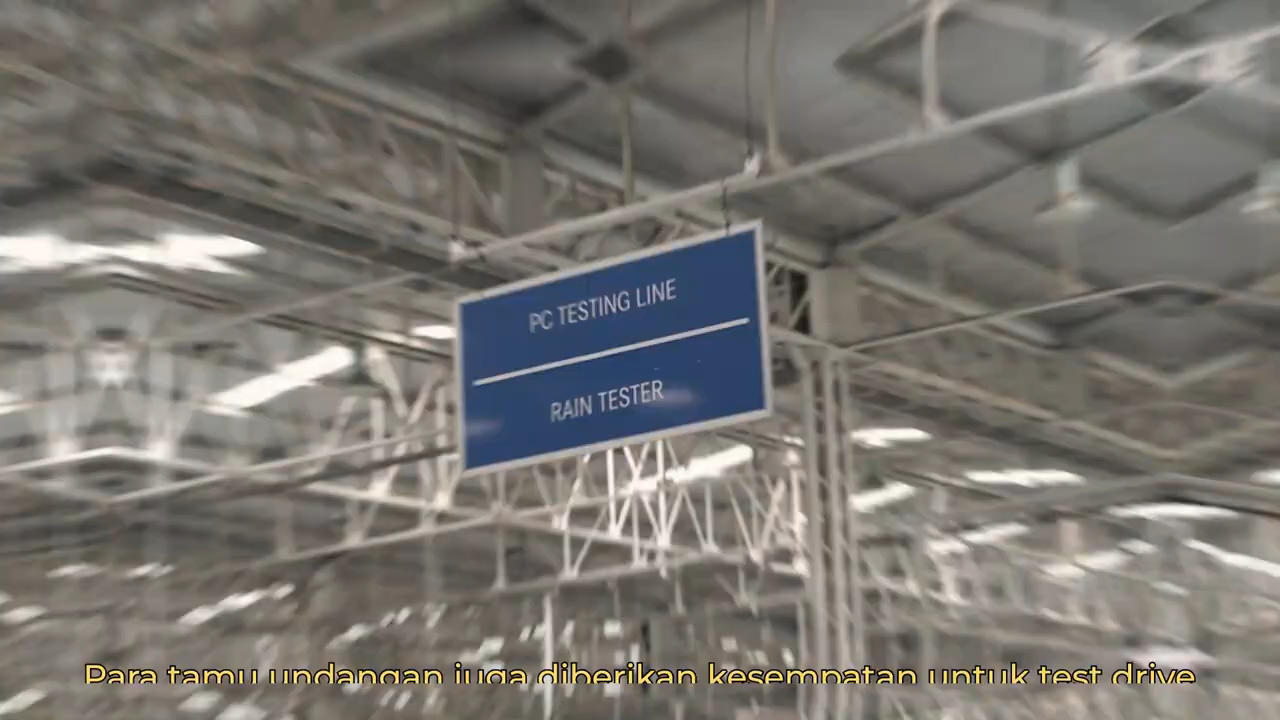 PC TESTING LINE
RAIN TESTER
Para tamu undangan juga diberikan kesempatan untuk test drive